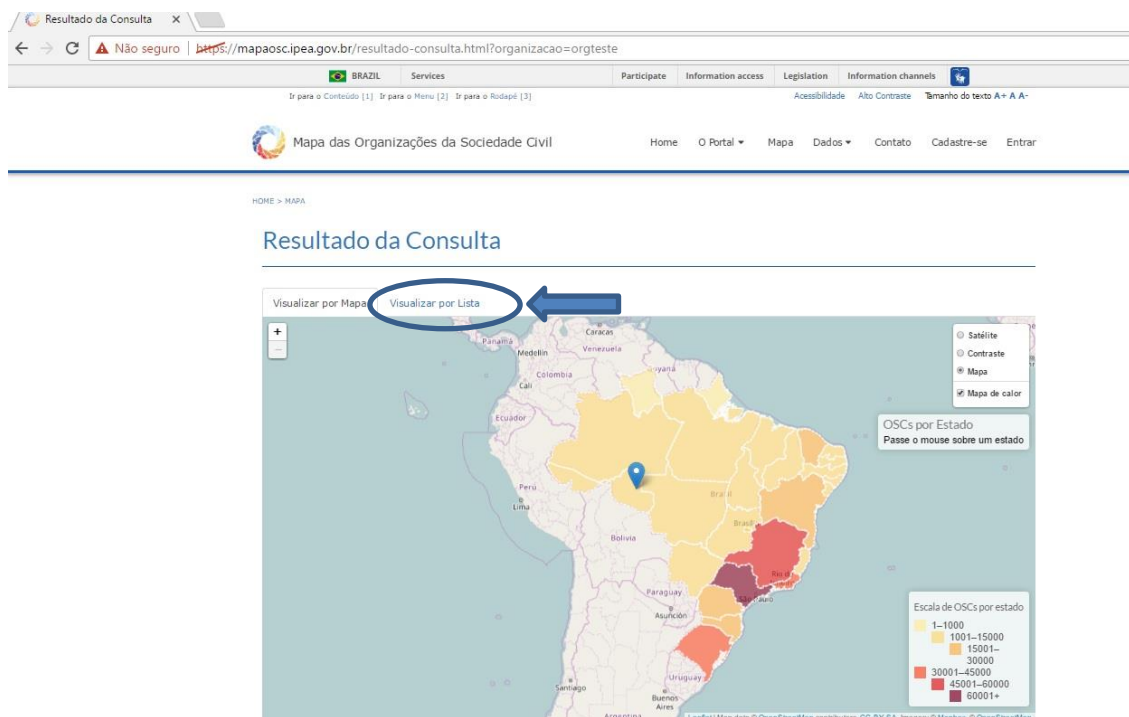 Resultado da Consulta
Não seguro | https://mapaosc.ipea.gov.br/resultado-consulta.html?organizacao=orgteste
BRAZIL Services Participate Information access Legislation Information channels
Ir para o Conteúdo [1] Ir para o Menu [2] Ir para o Rodapé [3] Acessibilidade Alto Contraste Tamanho do texto A+ A A-
Mapa das Organizações da Sociedade Civil Home O Portal Mapa Dados Contato Cadastre-se Entrar
HOME > MAPA
Resultado da Consulta
Visualizar por Mapa Visualizar por Lista
+
-
Satélite
Contraste
Mapa
Mapa de calor
OSCs por Estado
Passe o mouse sobre um estado
Caracas
Panamá
Venezuela
Medellín
Colombia
Cali
Ecuador
Perú
Lima
Brasil
Bolivia
Paraguay
São Paulo
Asunción
Uruguay
Santiago
Buenos
Aires
Argentina
Escala de OSCs por estado
1–1000
1001–15000
15001–
30000
30001–45000
45001–60000
60001+